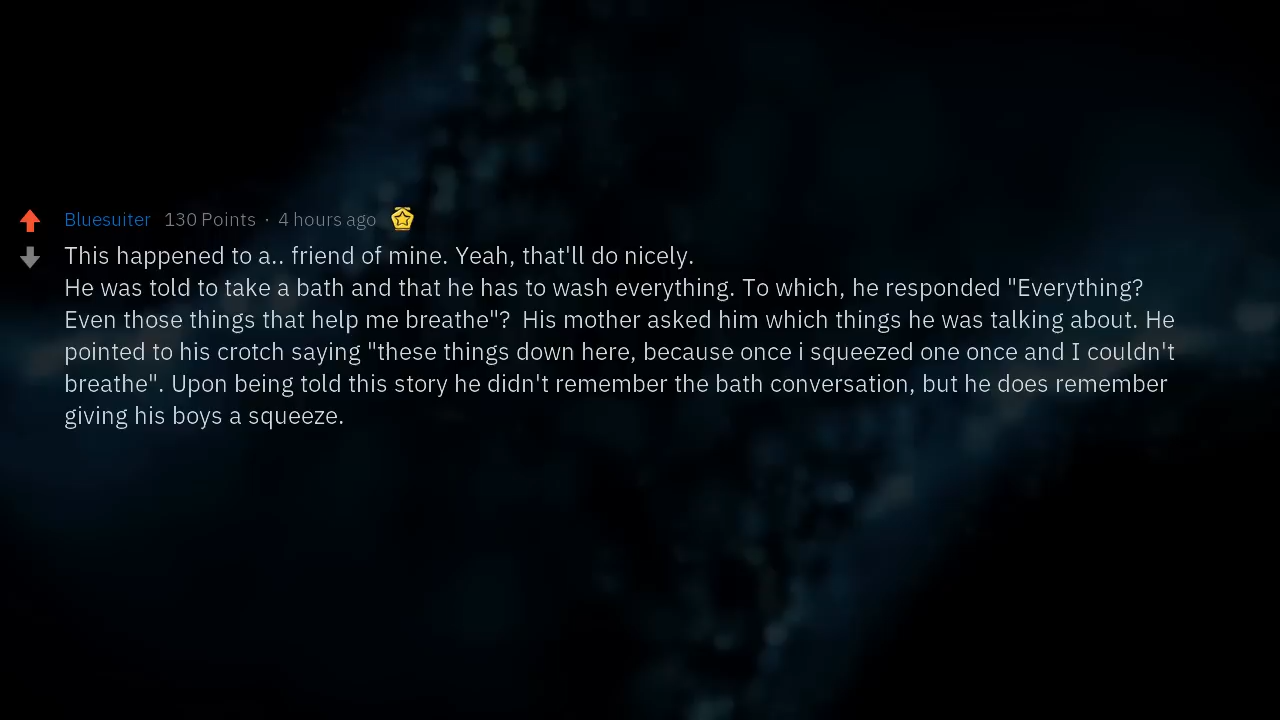 Bluesuiter 130 Points · 4 hours ago
This happened to a.. friend of mine. Yeah, that'll do nicely.
He was told to take a bath and that he has to wash everything. To which, he responded "Everything?
Even those things that help me breathe"?  His mother asked him which things he was talking about. He
pointed to his crotch saying "these things down here, because once i squeezed one once and I couldn't
breathe". Upon being told this story he didn't remember the bath conversation, but he does remember
giving his boys a squeeze.